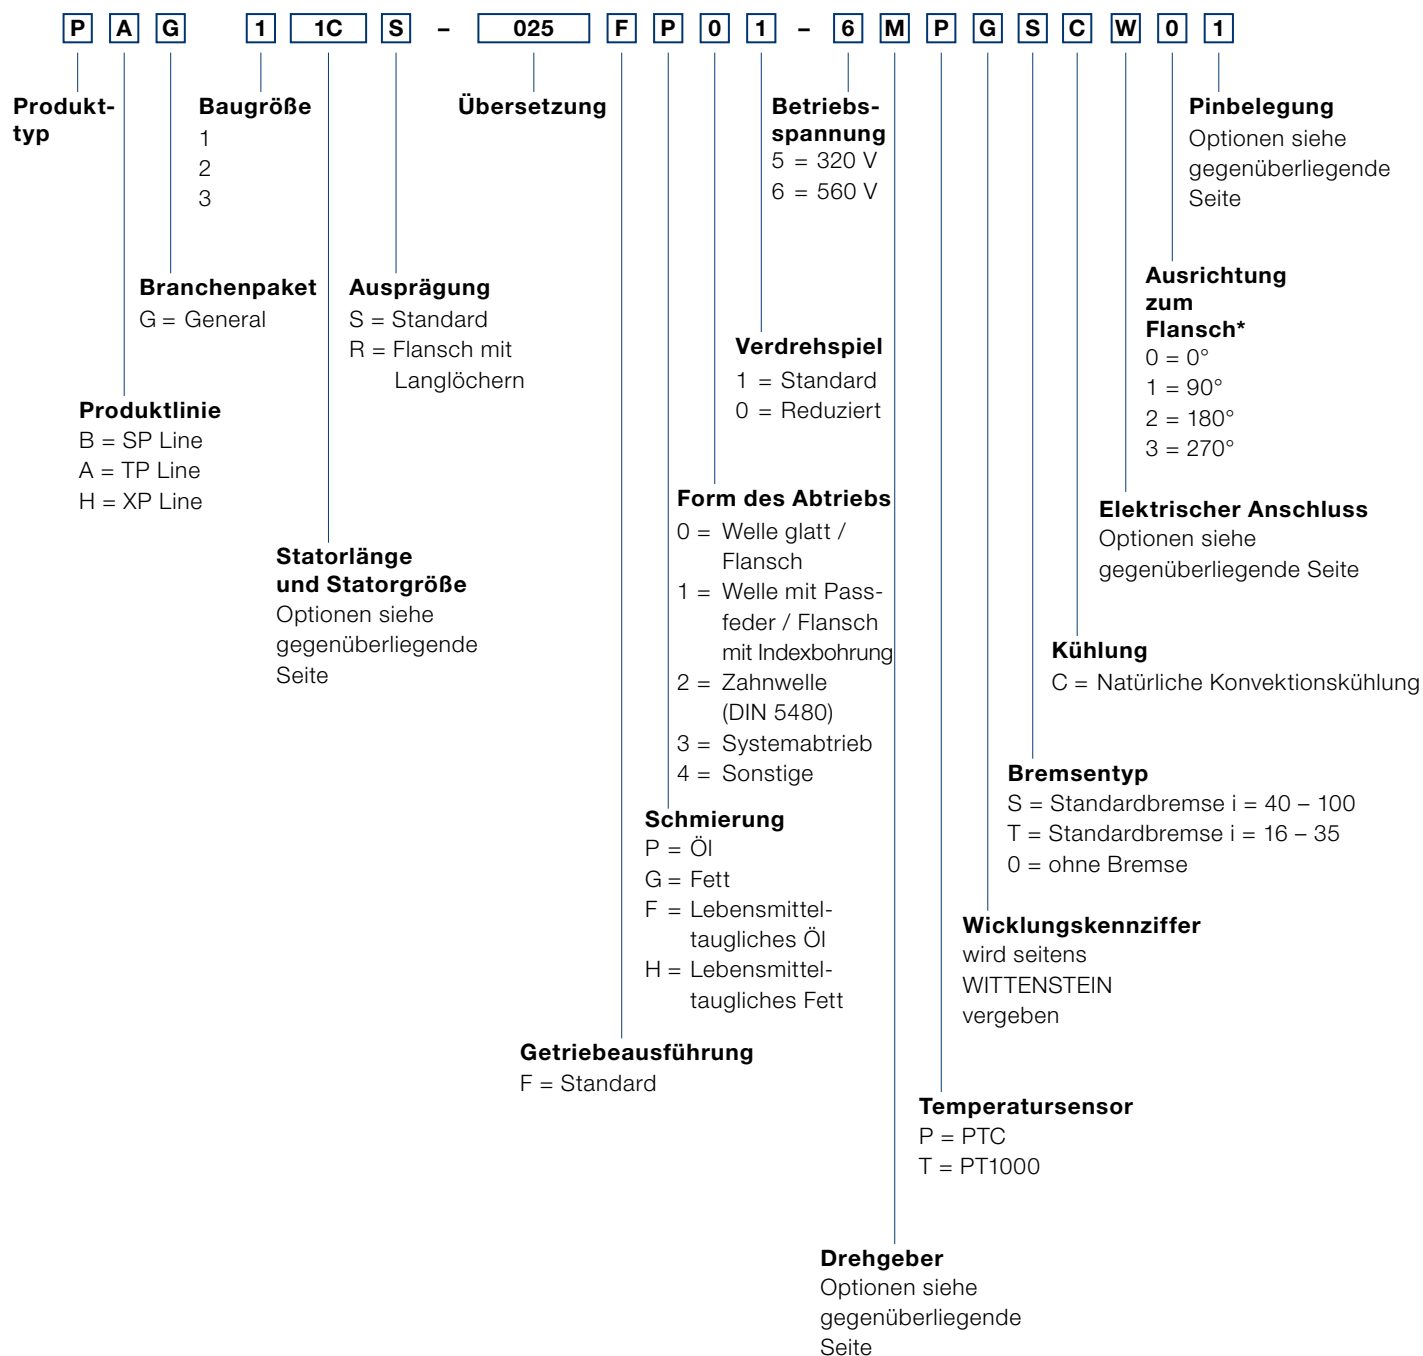 P A G 1 1C S – 025 F P 0 1 – 6 M P G S C W 0 1
Produkt-
typ
Baugröße
1
2
3
Übersetzung
Betriebs-
spannung
5 = 320 V
6 = 560 V
Pinbelegung
Optionen siehe
gegenüberliegende
Seite
Branchenpaket
G = General
Ausprägung
S = Standard
R = Flansch mit
Langlöchern
Ausrichtung
zum
Flansch*
0 = 0°
1 = 90°
2 = 180°
3 = 270°
Verdrehspiel
1 = Standard
0 = Reduziert
Produktlinie
B = SP Line
A = TP Line
H = XP Line
Form des Abtriebs
0 = Welle glatt /
Flansch
1 = Welle mit Pass-
feder / Flansch
mit Indexbohrung
2 = Zahnwelle
(DIN 5480)
3 = Systemabtrieb
4 = Sonstige
Elektrischer Anschluss
Optionen siehe
gegenüberliegende Seite
Statorlänge
und Statorgröße
Optionen siehe
gegenüberliegende
Seite
Kühlung
C = Natürliche Konvektionskühlung
Bremsentyp
S = Standardbremse i = 40 – 100
T = Standardbremse i = 16 – 35
0 = ohne Bremse
Schmierung
P = Öl
G = Fett
F = Lebensmittel-
taugliches Öl
H = Lebensmittel-
taugliches Fett
Wicklungskennziffer
wird seitens
WITTENSTEIN
vergeben
Getriebeausführung
F = Standard
Temperatursensor
P = PTC
T = PT1000
Drehgeber
Optionen siehe
gegenüberliegende
Seite